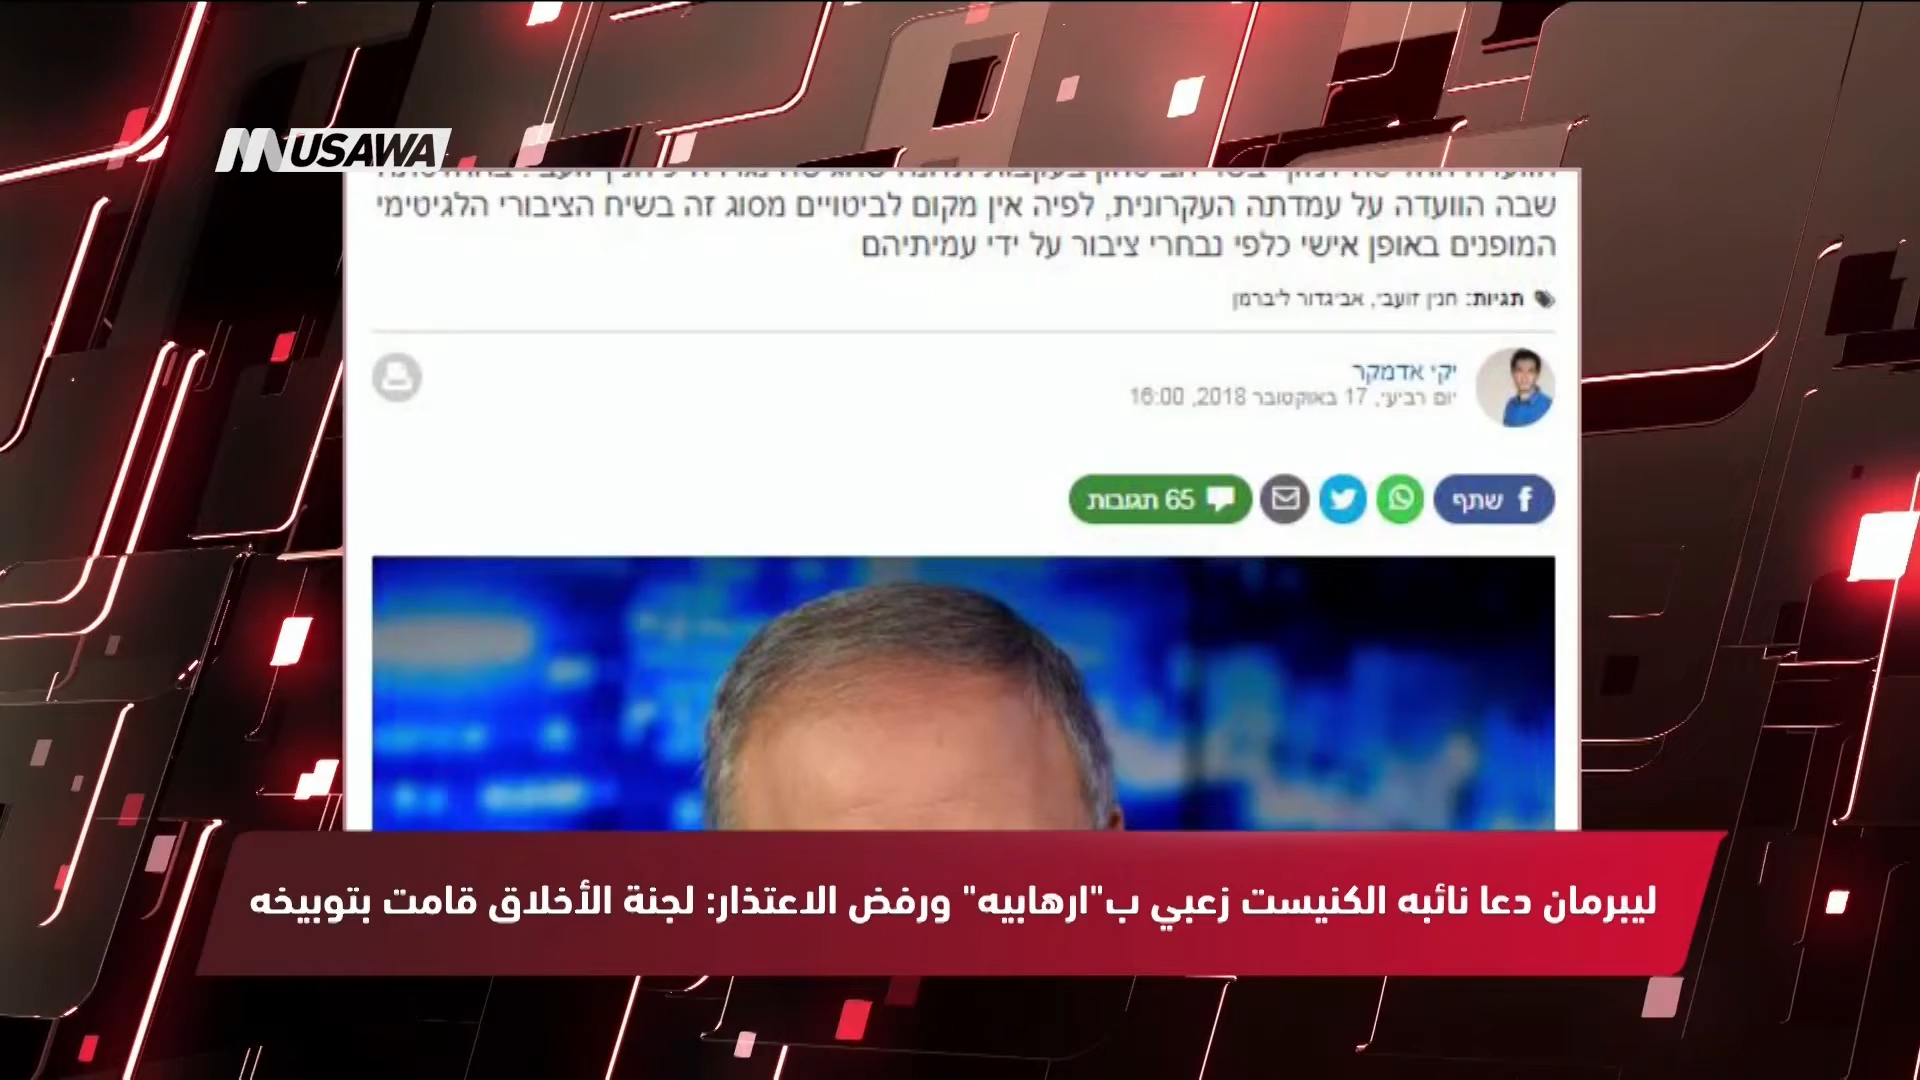 MUSAWA
שבה הוועדה על עמדתה העקרונית, לפיה אין מקום לביטויים מסוג זה בשיח הציבורי הלגיטימי
המופנים באופן אישי כלפי נבחרי ציבור על ידי עמיתיהם
תגיות: חנין זועבי, אביגדור ליברמן
יקי אדמקר
יום רביעי, 17 באוקטובר 2018, 16:00
שתף
65 תגובות
ليبرمان دعا نائبه الكنيست زعبي ب"ارهابيه" ورفض الاعتذار: لجنة الأخلاق قامت بتوبيخه